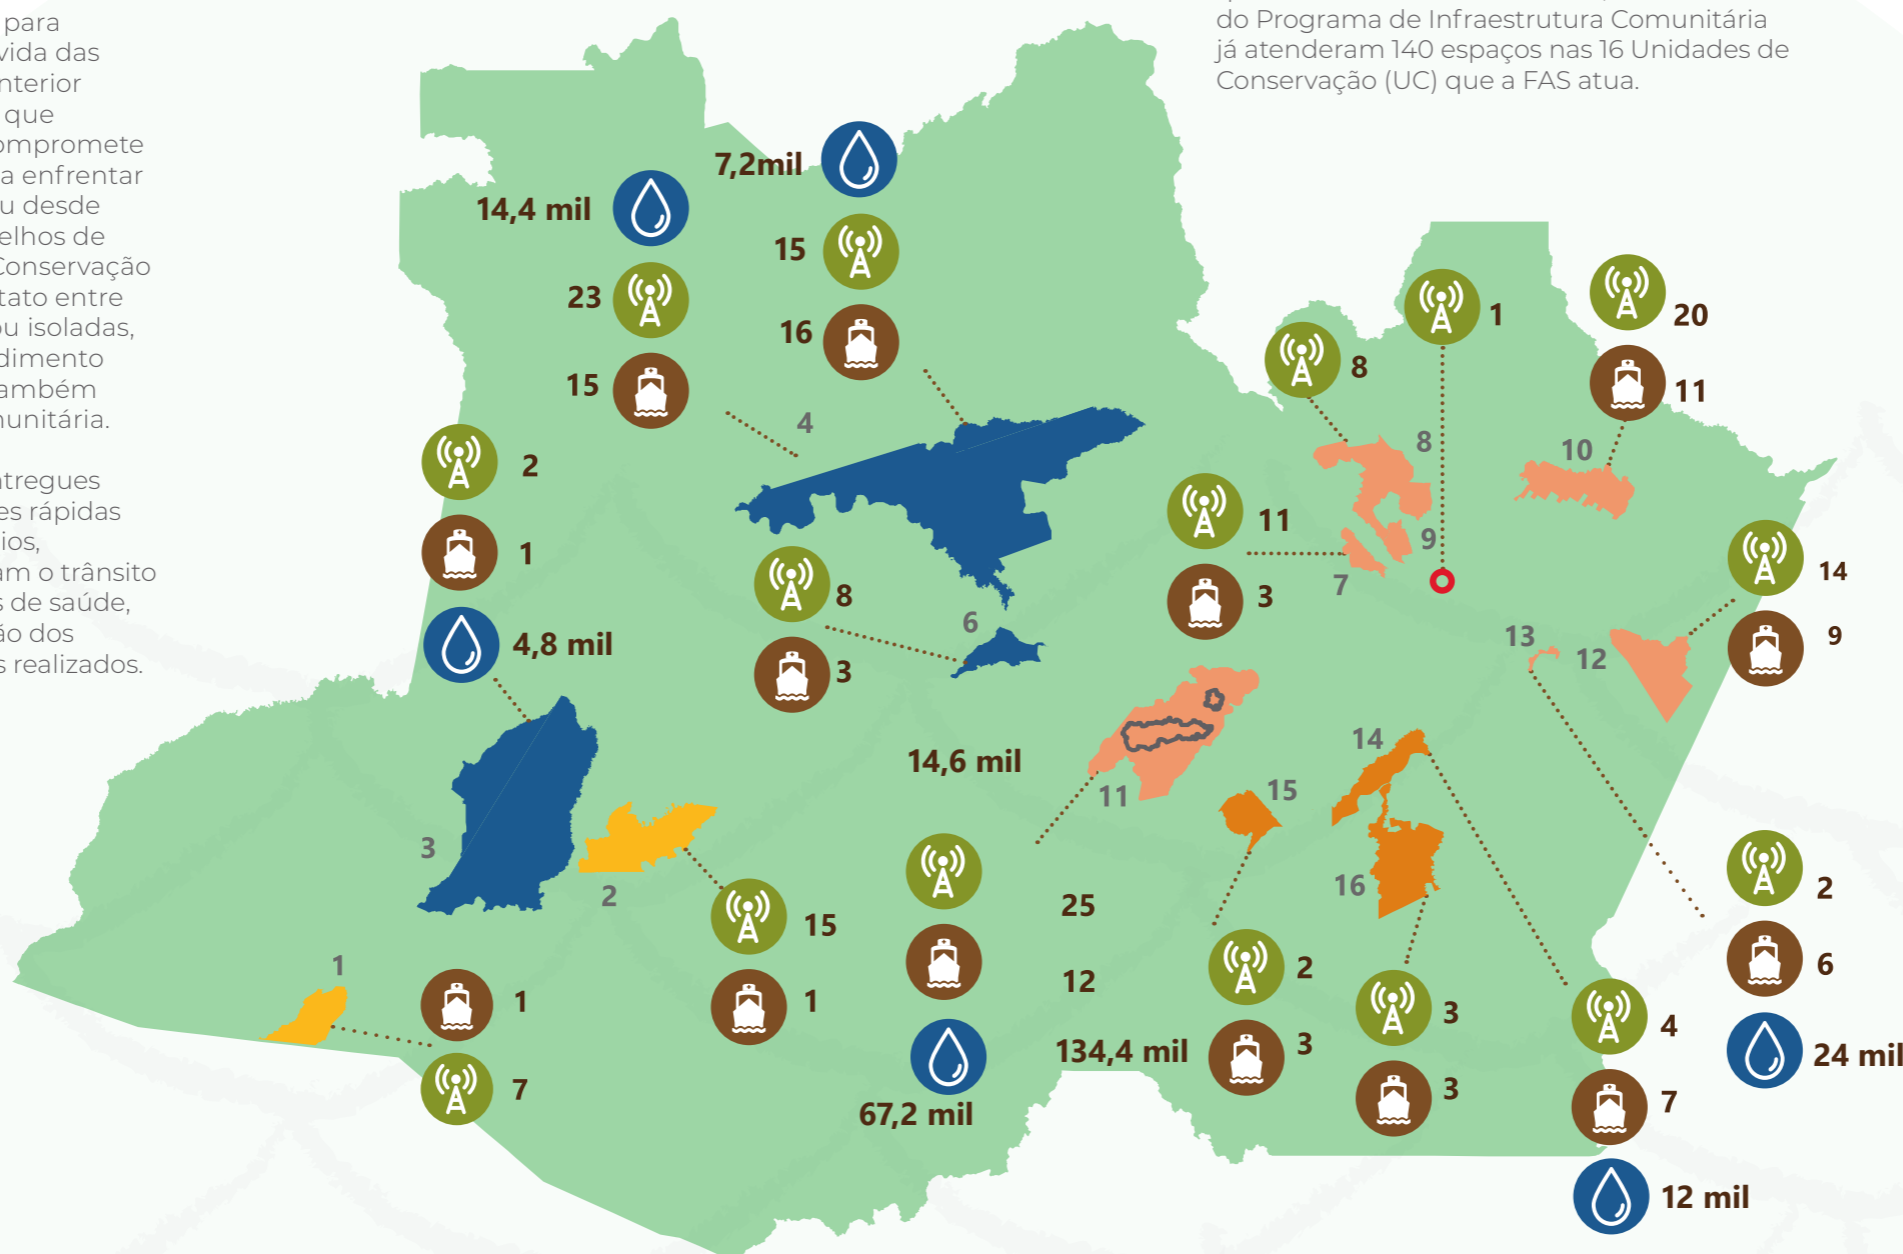 para
vida das
nterior
que
ompromete
a enfrentar
u desde
elhos de
Conservação
tato entre
ou isoladas,
dimento
também
munitária.
tregues
es rápidas
ios,
am o trânsito
s de saúde,
ão dos
s realizados.
do Programa de Infraestrutura Comunitária
já atenderam 140 espaços nas 16 Unidades de
Conservação (UC) que a FAS atua.
14,4 mil
23
15
7,2mil
15
16
4
2
1
4,8 mil
3
8
3
6
8
1
20
11
10
8
9
7
11
3
14
9
12
13
14,6 mil
11
25
12
134,4 mil
67,2 mil
15
2
3
14
16
3
3
4
7
12 mil
2
6
24 mil
2
15
1
1
1
7